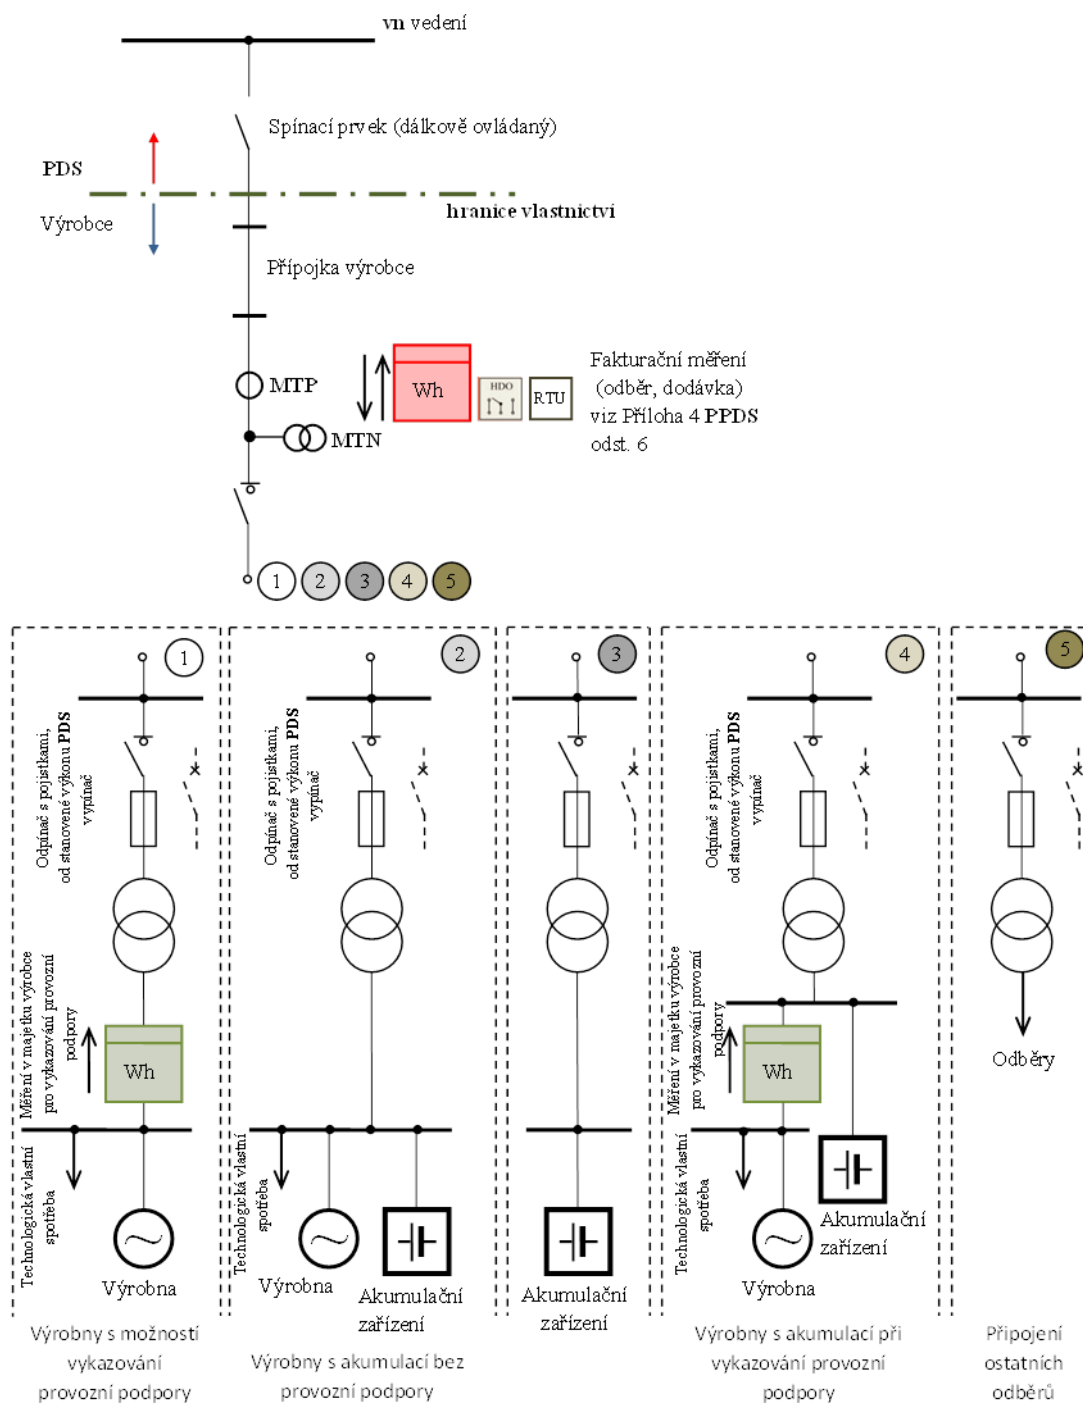 vn vedení
Spínací prvek (dálkově ovládaný)
PDS
Výrobce
hranice vlastnictví
Přípojka výrobce
MTP
MTN
Wh
HDO
RTU
Fakturační měření
(odběr, dodávka)
viz Příloha 4 PPDS
odst. 6
1 2 3 4 5
1
Odpínač s pojistkami,
od stanovené výkonu PDS
vypínač
Měření v majetku výrobce
pro vykazování provozní
podpory
Wh
Technologická vlastní
spotřeba
Výrobna
Výrobny s možností
vykazování
provozní podpory
2
Odpínač s pojistkami,
od stanovené výkonu PDS
vypínač
Technologická vlastní
spotřeba
Výrobna
Akumulační
zařízení
Výrobny s akumulací bez
provozní podpory
3
Akumulační
zařízení
4
Odpínač s pojistkami,
od stanovené výkonu PDS
vypínač
Měření v majetku výrobce
pro vykazování provozní
podpory
Wh
Technologická vlastní
spotřeba
Výrobna
Akumulační
zařízení
Výrobny s akumulací při
vykazování provozní
podpory
5
Odběry
Připojení
ostatních
odběrů